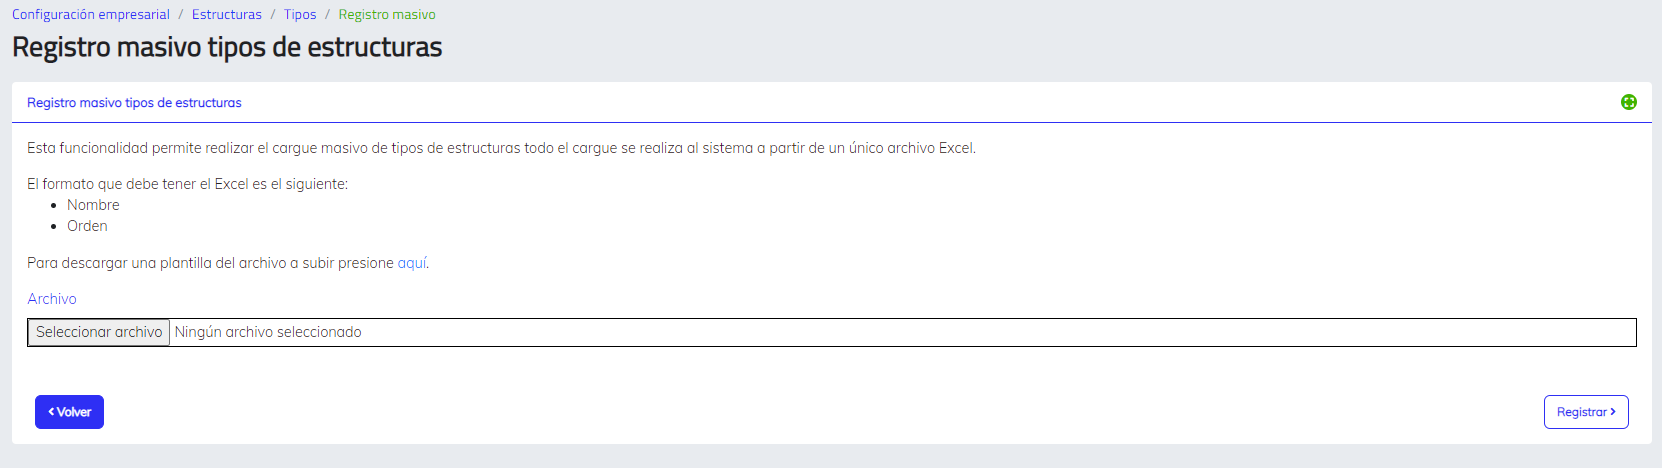 Configuración empresarial / Estructuras / Tipos / Registro masivo
Registro masivo tipos de estructuras
Registro masivo tipos de estructuras
Esta funcionalidad permite realizar el cargue masivo de tipos de estructuras todo el cargue se realiza al sistema a partir de un único archivo Excel.
El formato que debe tener el Excel es el siguiente:
• Nombre
• Orden
Para descargar una plantilla del archivo a subir presione aquí.
Archivo
Seleccionar archivo Ningún archivo seleccionado
Volver
Registrar